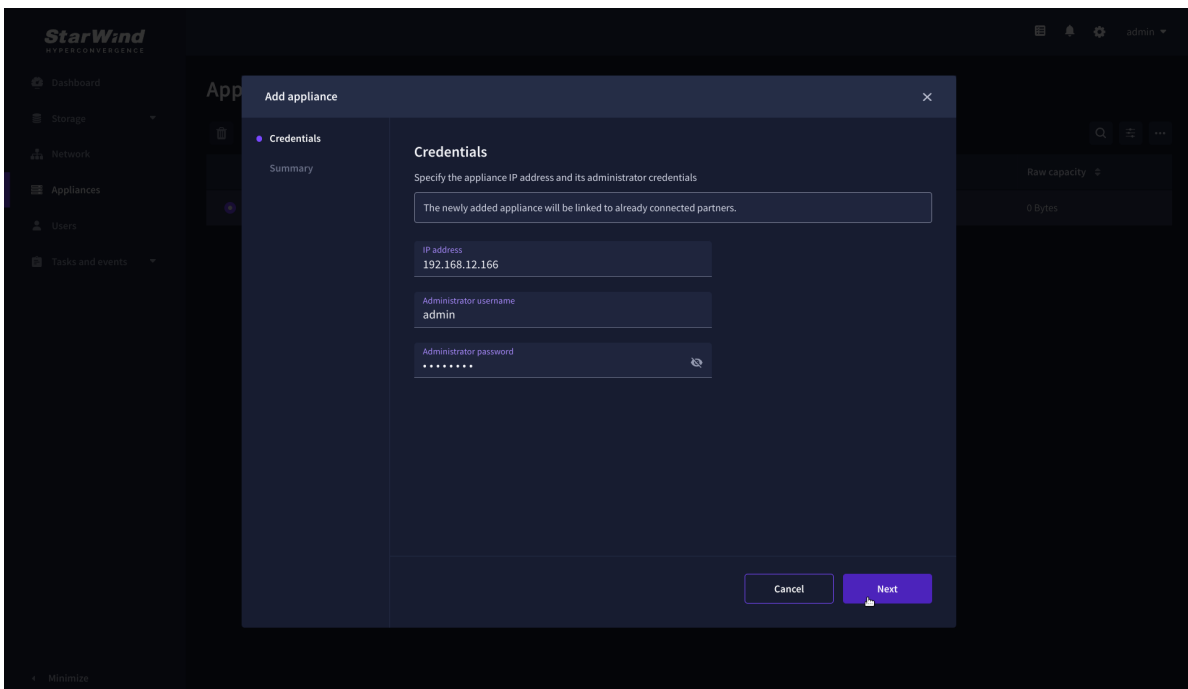 StarWind
HYPERCONVERGENCE
admin
Dashboard
Storage
Network
Appliances
Users
Tasks and events
Minimize
App
Raw capacity
0 Bytes
Add appliance
Credentials
Summary
Credentials
Specify the appliance IP address and its administrator credentials
The newly added appliance will be linked to already connected partners.
IP address
192.168.12.166
Administrator username
admin
Administrator password
••••••••
Cancel
Next